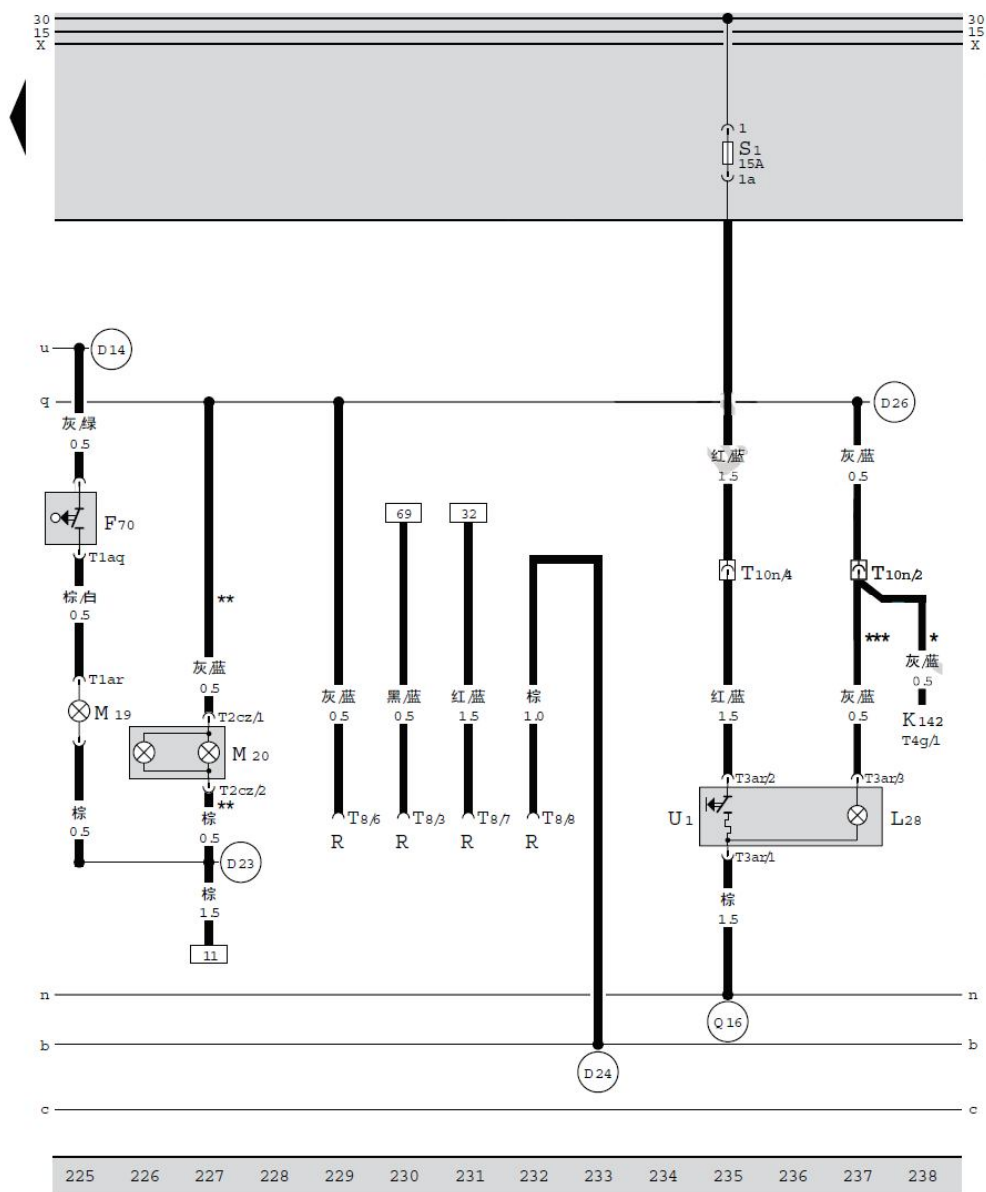 30
15
X
30
15
X
1
S1
15A
1a
u
D14
q
D26
灰/绿
0.5
红/蓝
1.5
灰/蓝
0.5
F70
69
32
T1aq
T10n/4
T10n/2
棕/白
0.5
**
***
*
灰/蓝
0.5
灰/蓝
0.5
T1ar
M19
灰/蓝
0.5
黑/蓝
0.5
红/蓝
1.5
棕
1.0
红/蓝
1.5
灰/蓝
0.5
K142
T4g/1
T2cz/1
M20
T2cz/2
**
T3ar/2
T3ar/3
棕
0.5
棕
0.5
T8/6
R
T8/3
R
T8/7
R
T8/8
R
U1
L28
T3ar/1
D23
棕
1.5
棕
1.5
11
n
n
Q16
b
b
D24
c
c
225 226 227 228 229 230 231 232 233 234 235 236 237 238